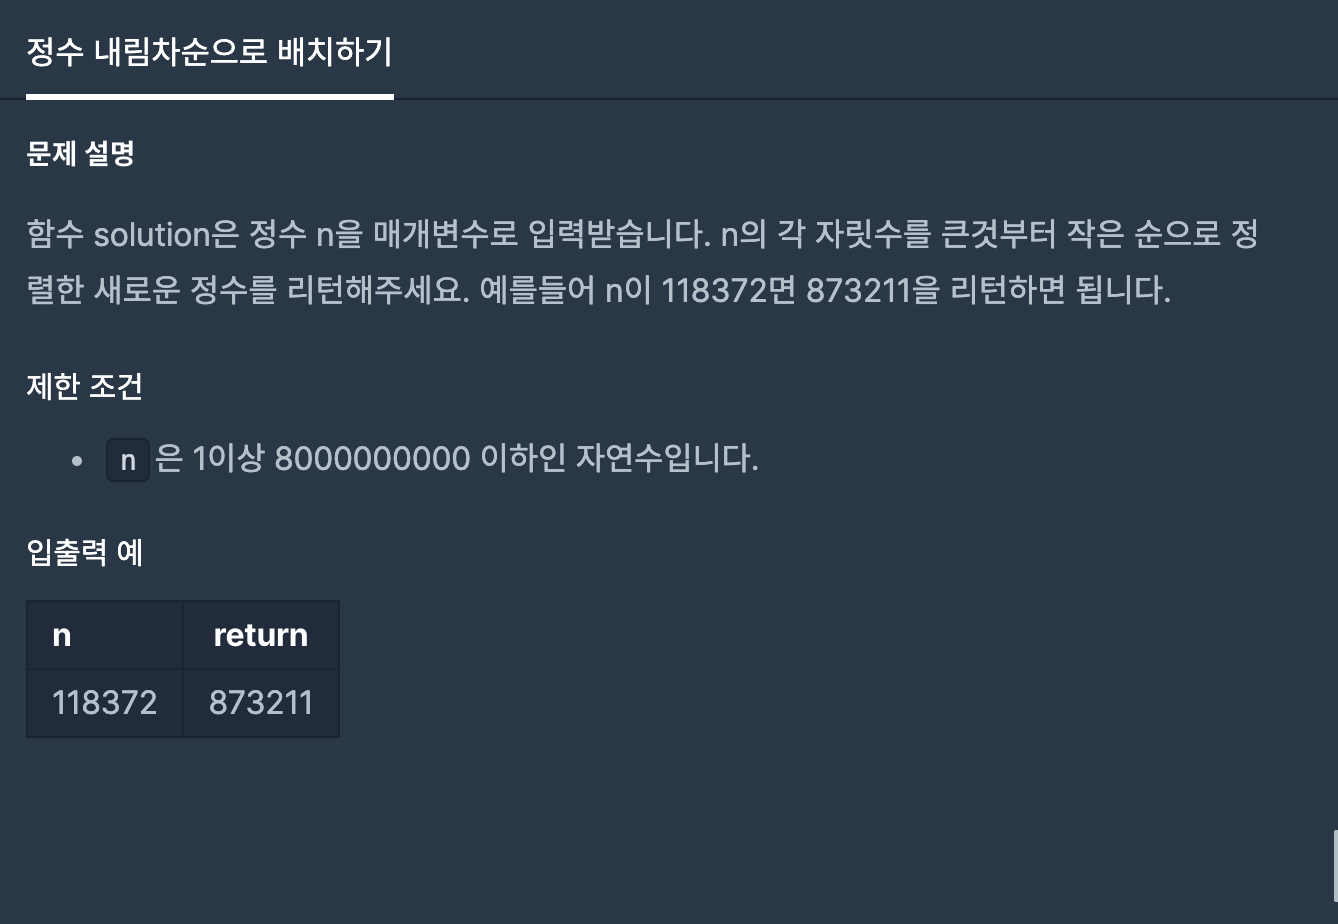 정수 내림차순으로 배치하기
문제 설명
함수 solution은 정수 n을 매개변수로 입력받습니다. n의 각 자릿수를 큰것부터 작은 순으로 정
렬한 새로운 정수를 리턴해주세요. 예를들어 n이 118372면 873211을 리턴하면 됩니다.
제한 조건
• n 은 1이상 8000000000 이하인 자연수입니다.
입출력 예
n return
118372 873211